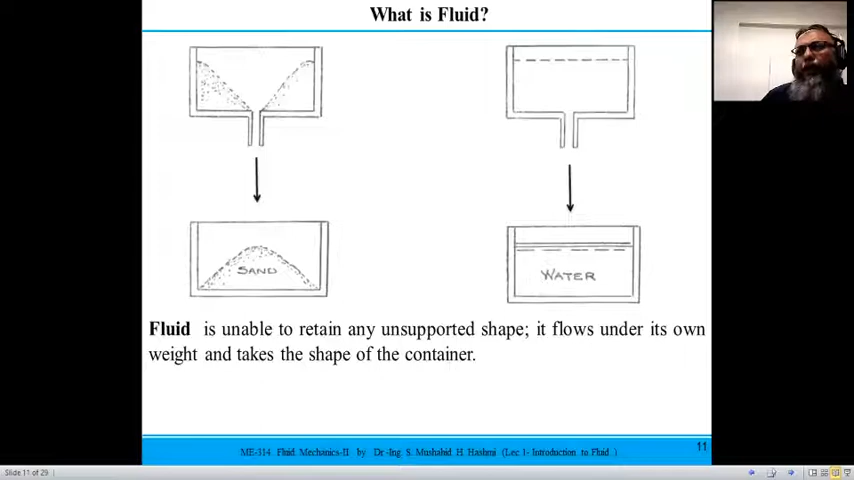 What is Fluid?
SAND
WATER
Fluid is unable to retain any unsupported shape; it flows under its own
weight and takes the shape of the container.
ME-314 Fluid Mechanics-II by Dr.-Ing. S. Mushahid H. Hashmi (Lec 1- Introduction to Fluid )
11
Slide 11 of 29